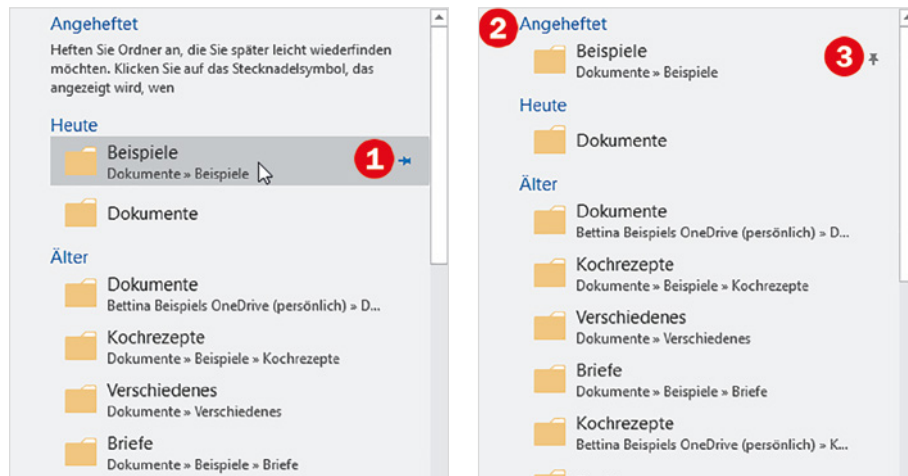 Angeheftet
Heften Sie Ordner an, die Sie später leicht wiederfinden
möchten. Klicken Sie auf das Stecknadelsymbol, das
angezeigt wird, wen
Heute
Beispiele
Dokumente » Beispiele
1
Dokumente
Älter
Dokumente
Bettina Beispiels OneDrive (persönlich) » D...
Kochrezepte
Dokumente » Beispiele » Kochrezepte
Verschiedenes
Dokumente » Verschiedenes
Briefe
Dokumente » Beispiele » Briefe
2
Angeheftet
Beispiele
Dokumente » Beispiele
3
Heute
Dokumente
Älter
Dokumente
Bettina Beispiels OneDrive (persönlich) » D...
Kochrezepte
Dokumente » Beispiele » Kochrezepte
Verschiedenes
Dokumente » Verschiedenes
Briefe
Dokumente » Beispiele » Briefe
Kochrezepte
Bettina Beispiels OneDrive (persönlich) » K...